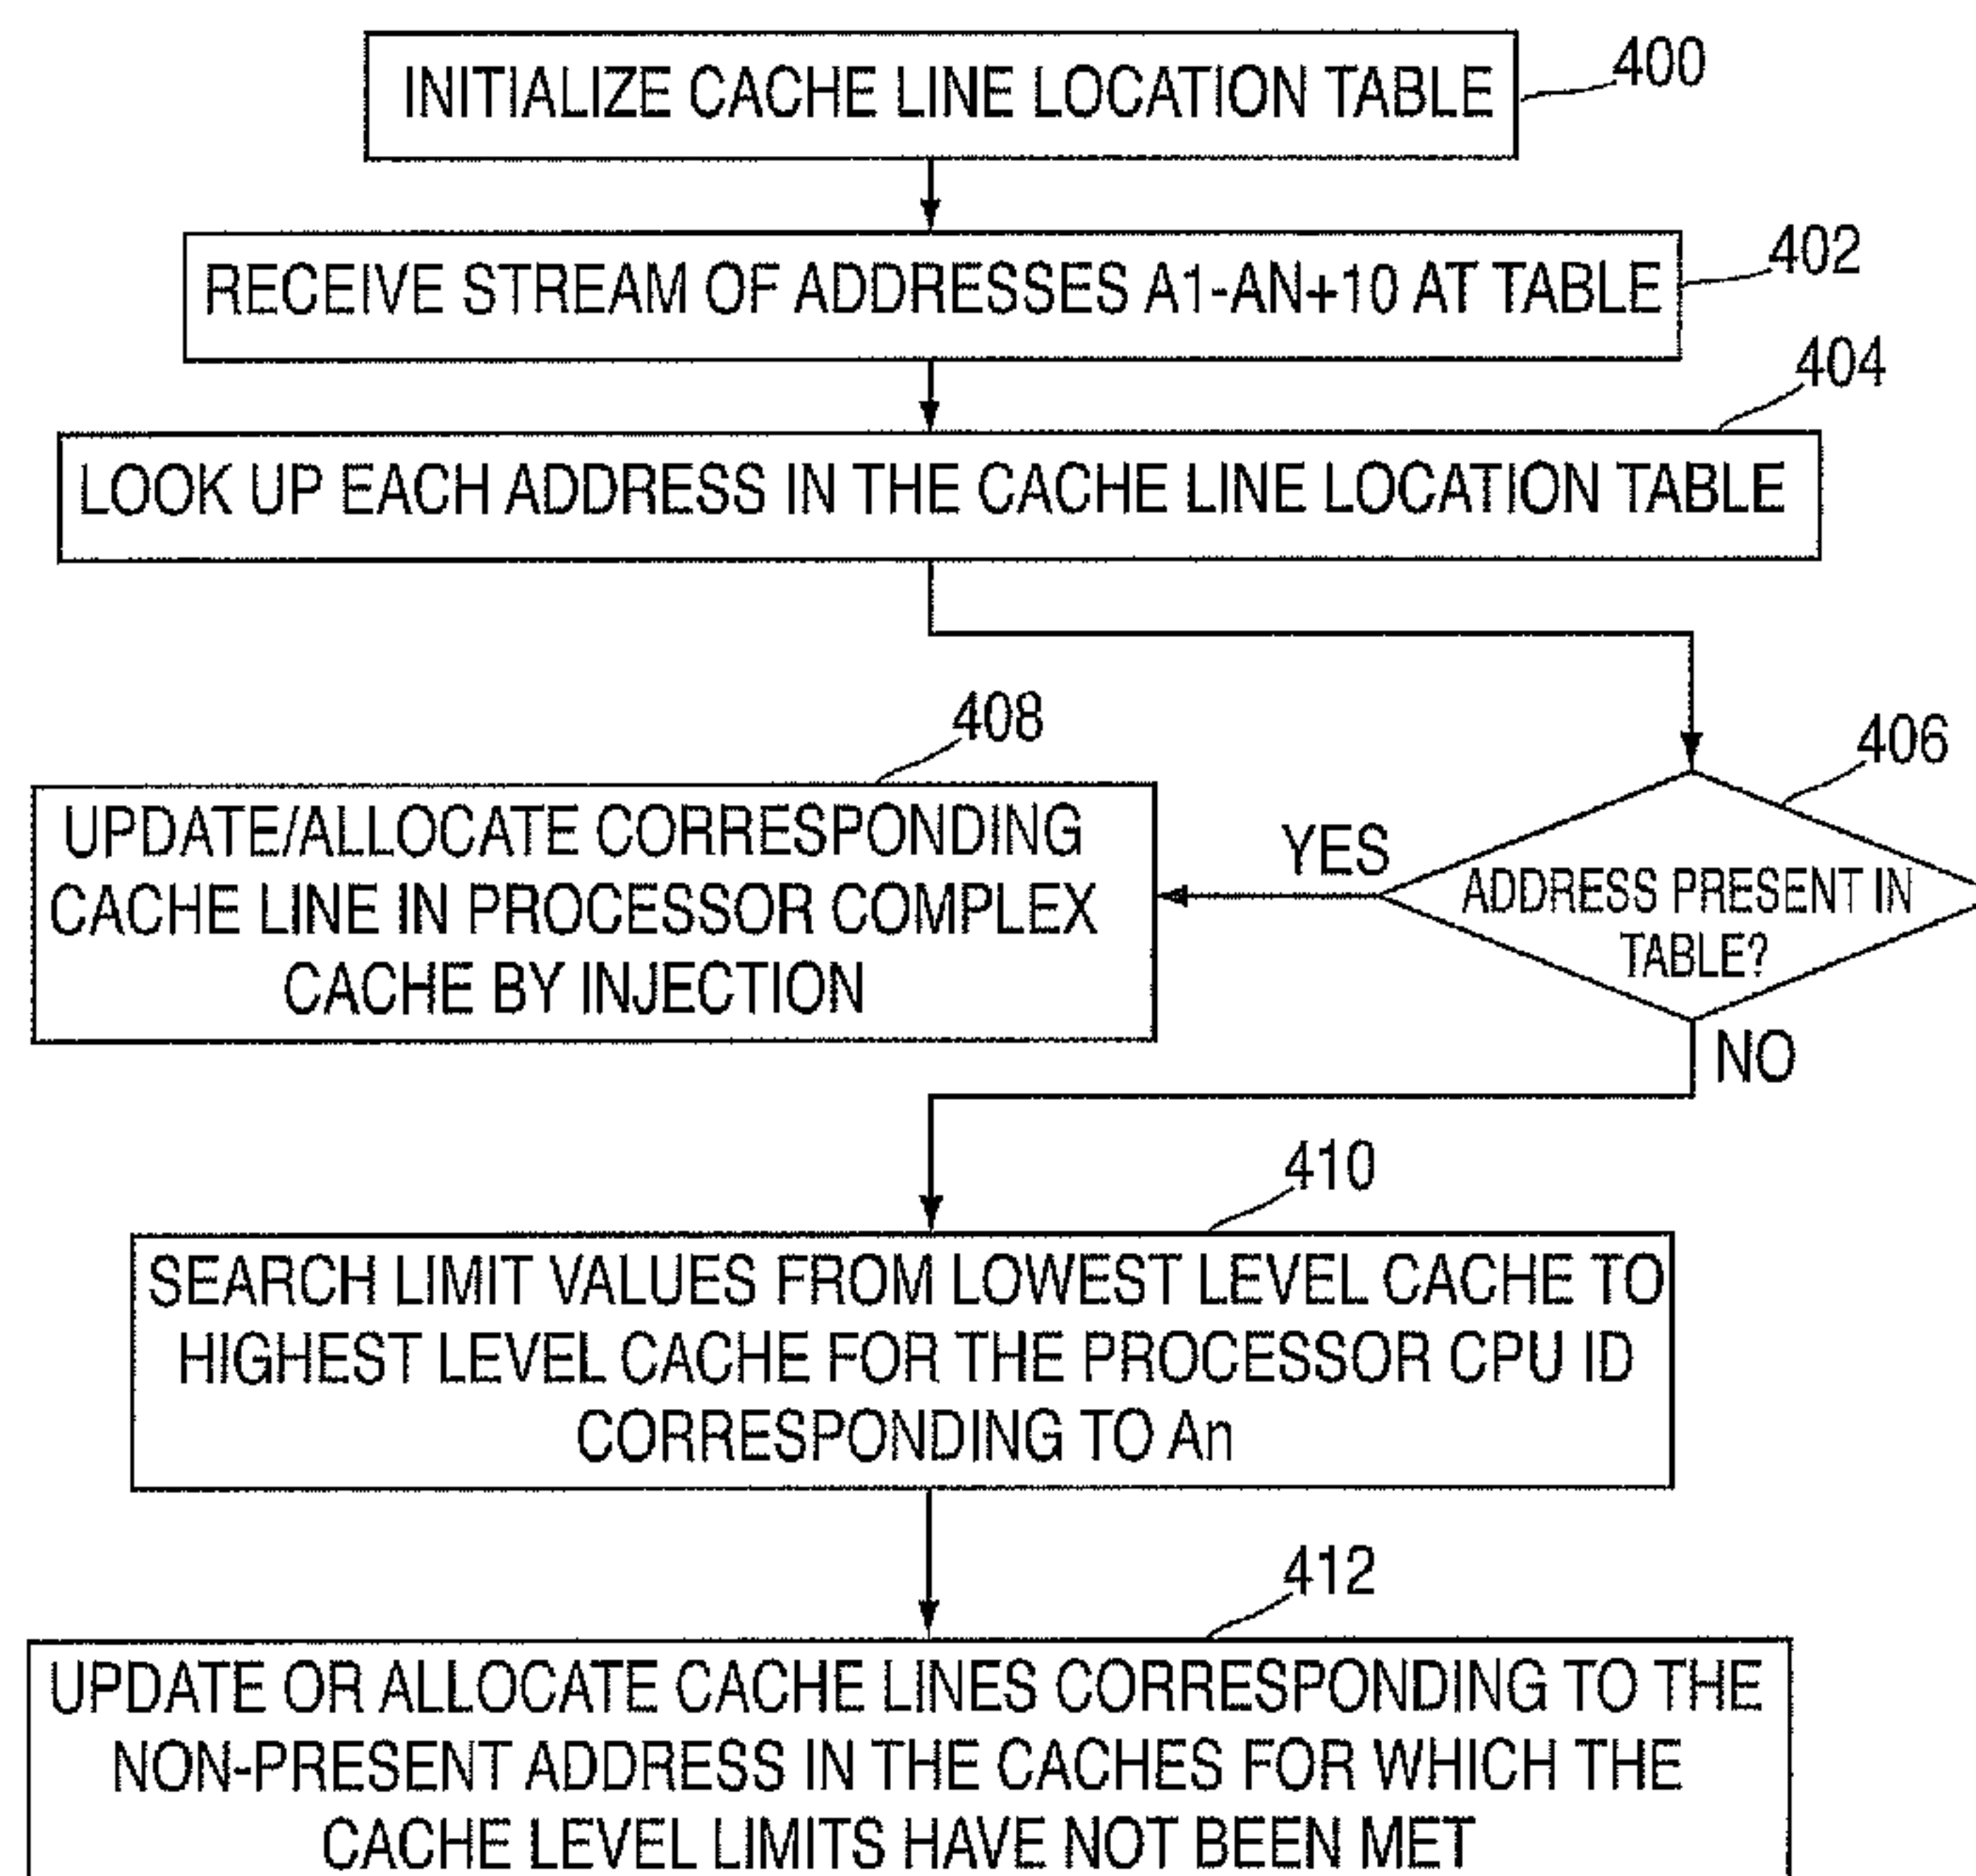 INITIALIZE CACHE LINE LOCATION TABLE
400
RECEIVE STREAM OF ADDRESSES A1-AN+10 AT TABLE
402
404
LOOK UP EACH ADDRESS IN THE CACHE LINE LOCATION TABLE
408
406
UPDATE/ALLOCATE CORRESPONDING
CACHE LINE IN PROCESSOR COMPLEX
CACHE BY INJECTION
YES
ADDRESS PRESENT IN
TABLE?
NO
410
SEARCH LIMIT VALUES FROM LOWEST LEVEL CACHE TO
HIGHEST LEVEL CACHE FOR THE PROCESSOR CPU ID
CORRESPONDING TO An
412
UPDATE OR ALLOCATE CACHE LINES CORRESPONDING TO THE
NON-PRESENT ADDRESS IN THE CACHES FOR WHICH THE
CACHE LEVEL LIMITS HAVE NOT BEEN MET